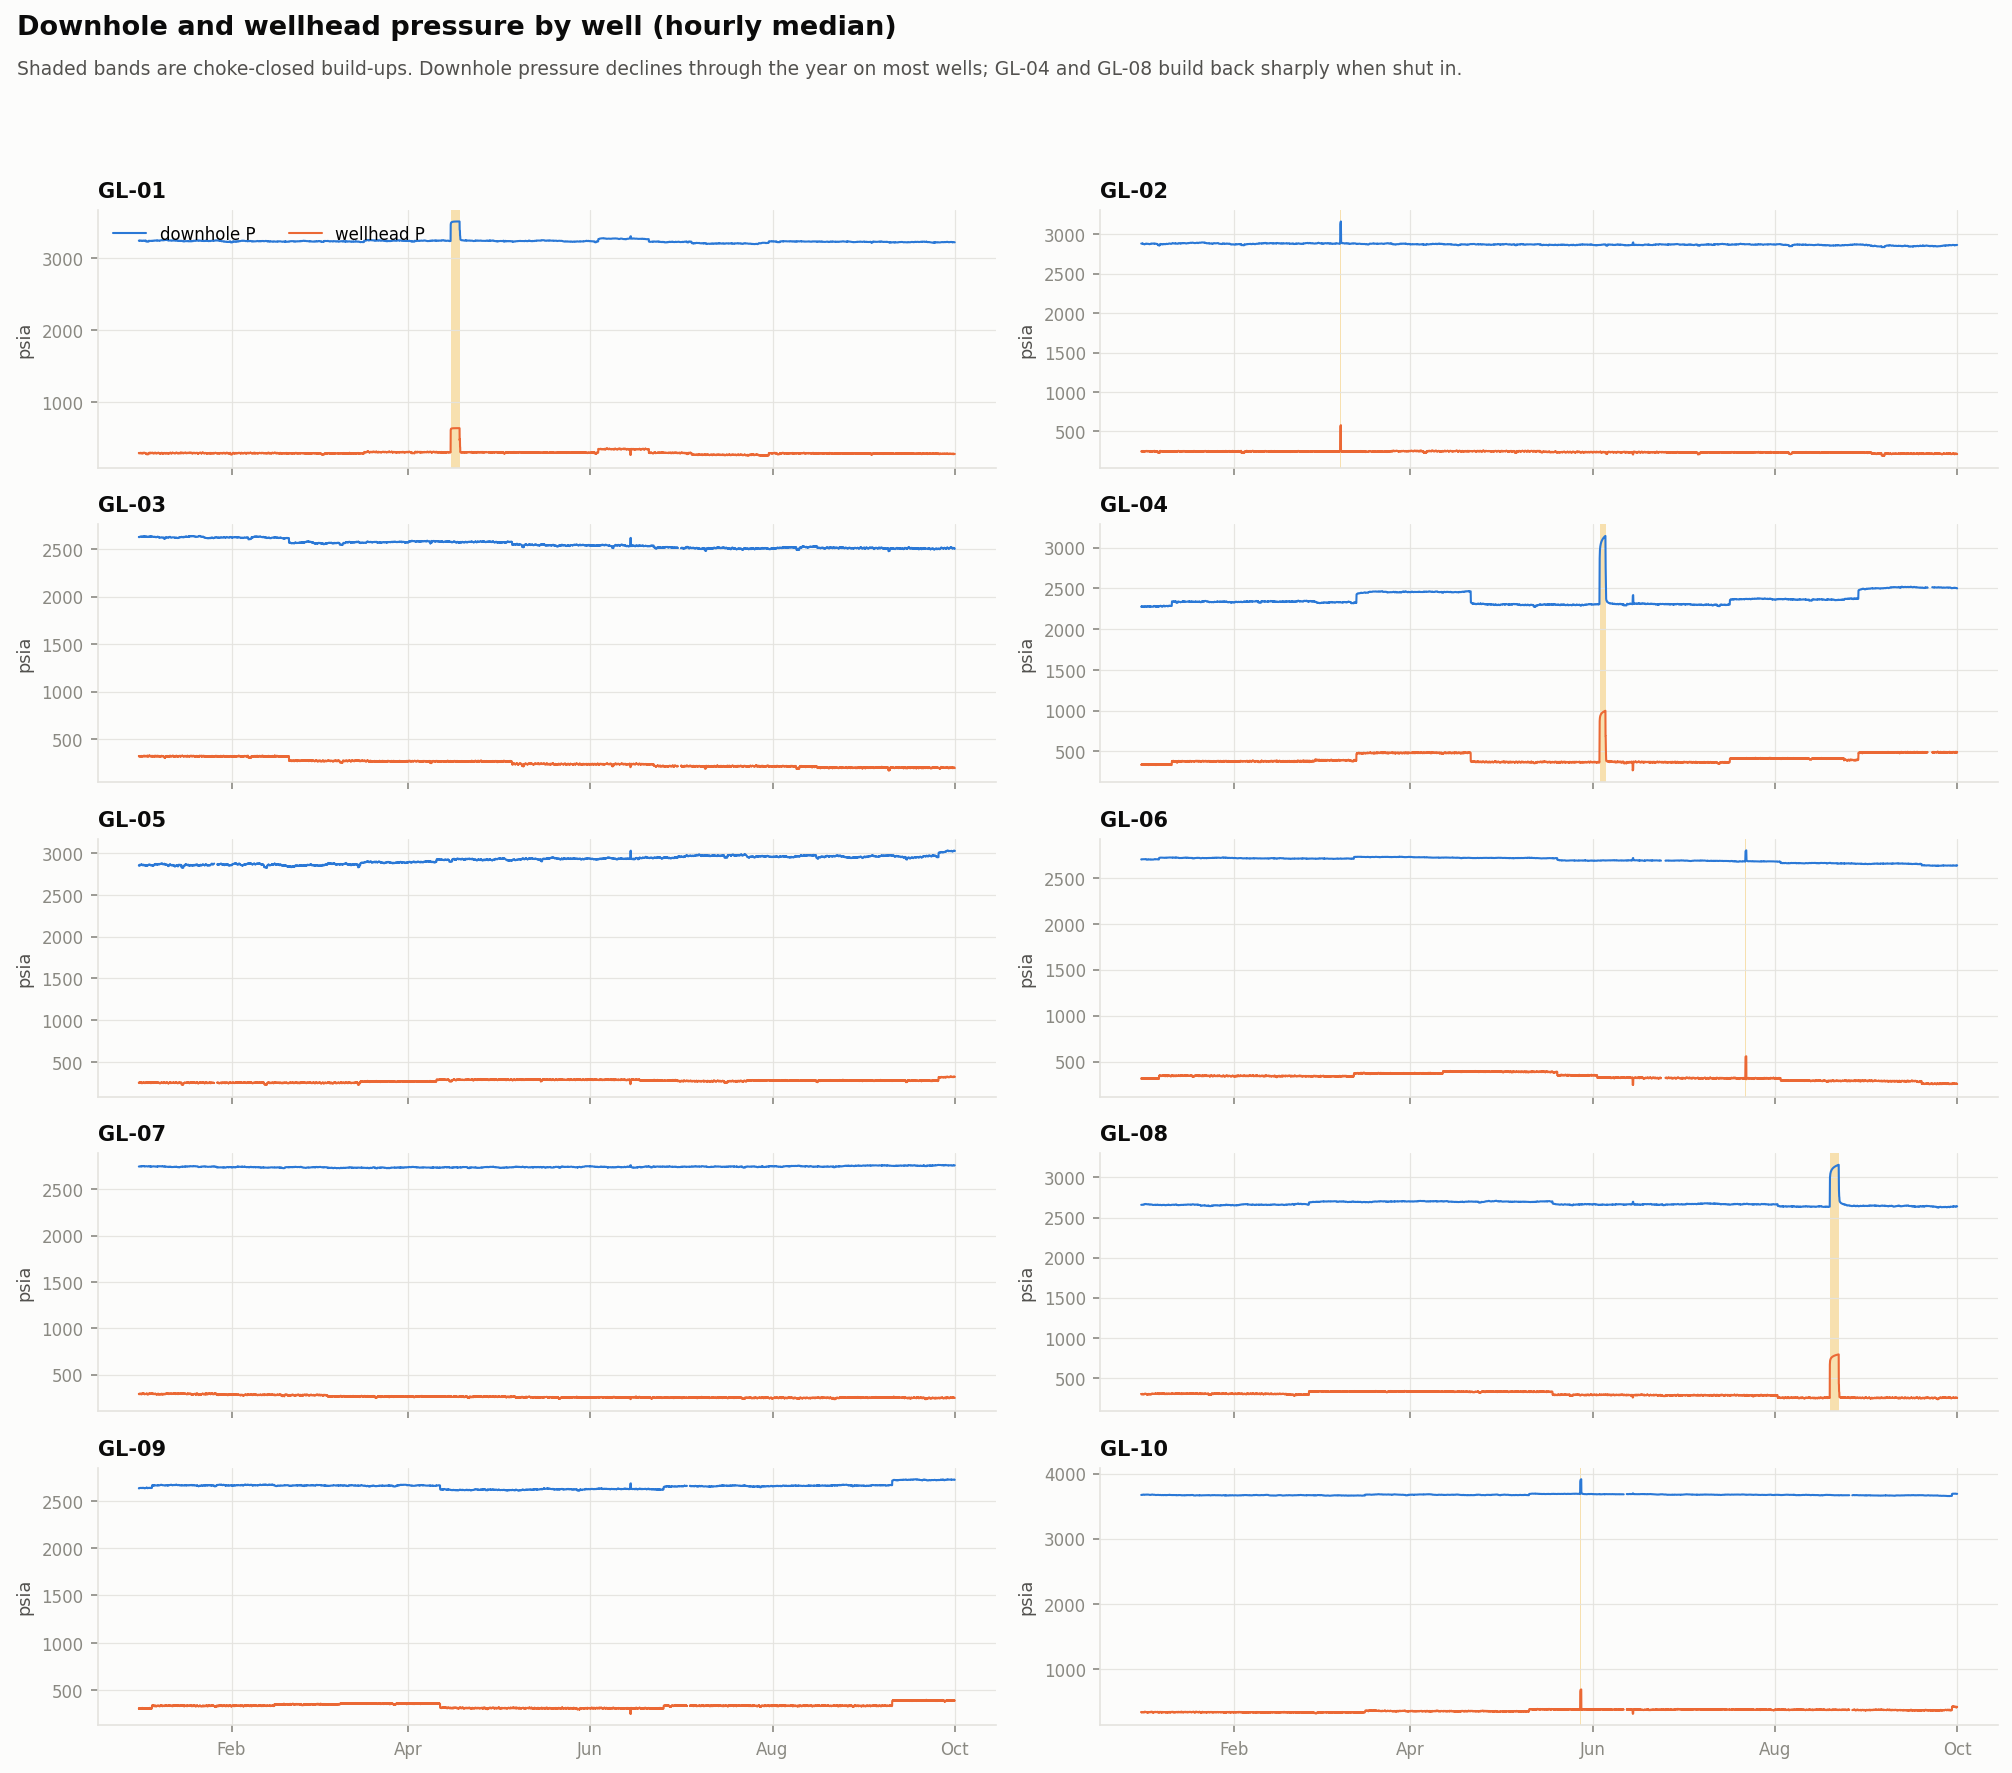 Downhole and wellhead pressure by well (hourly median)
Shaded bands are choke-closed build-ups. Downhole pressure declines through the year on most wells; GL-04 and GL-08 build back sharply when shut in.
GL-01
downhole P
wellhead P
3000
2000
1000
psia
GL-02
3000
2500
2000
1500
1000
500
psia
GL-03
2500
2000
1500
1000
500
psia
GL-04
3000
2500
2000
1500
1000
500
psia
GL-05
3000
2500
2000
1500
1000
500
psia
GL-06
2500
2000
1500
1000
500
psia
GL-07
2500
2000
1500
1000
500
psia
GL-08
3000
2500
2000
1500
1000
500
psia
GL-09
2500
2000
1500
1000
500
psia
Feb Apr Jun Aug Oct
GL-10
4000
3000
2000
1000
psia
Feb Apr Jun Aug Oct